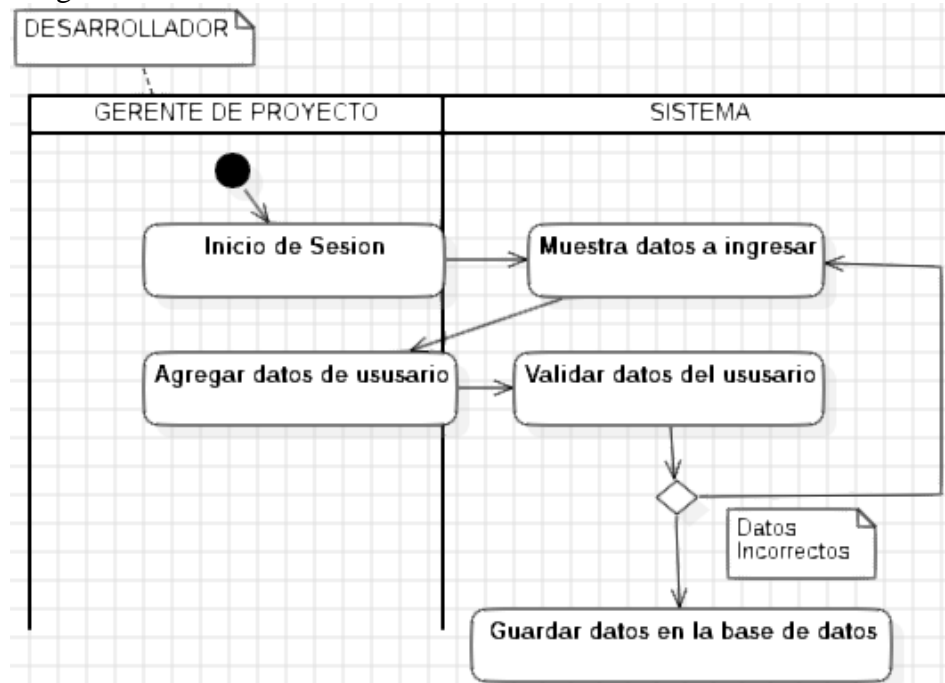 DESARROLLADOR
GERENTE DE PROYECTO
SISTEMA
Inicio de Sesion
Muestra datos a ingresar
Agregar datos de ususario
Validar datos del ususario
Datos
Incorrectos
Guardar datos en la base de datos